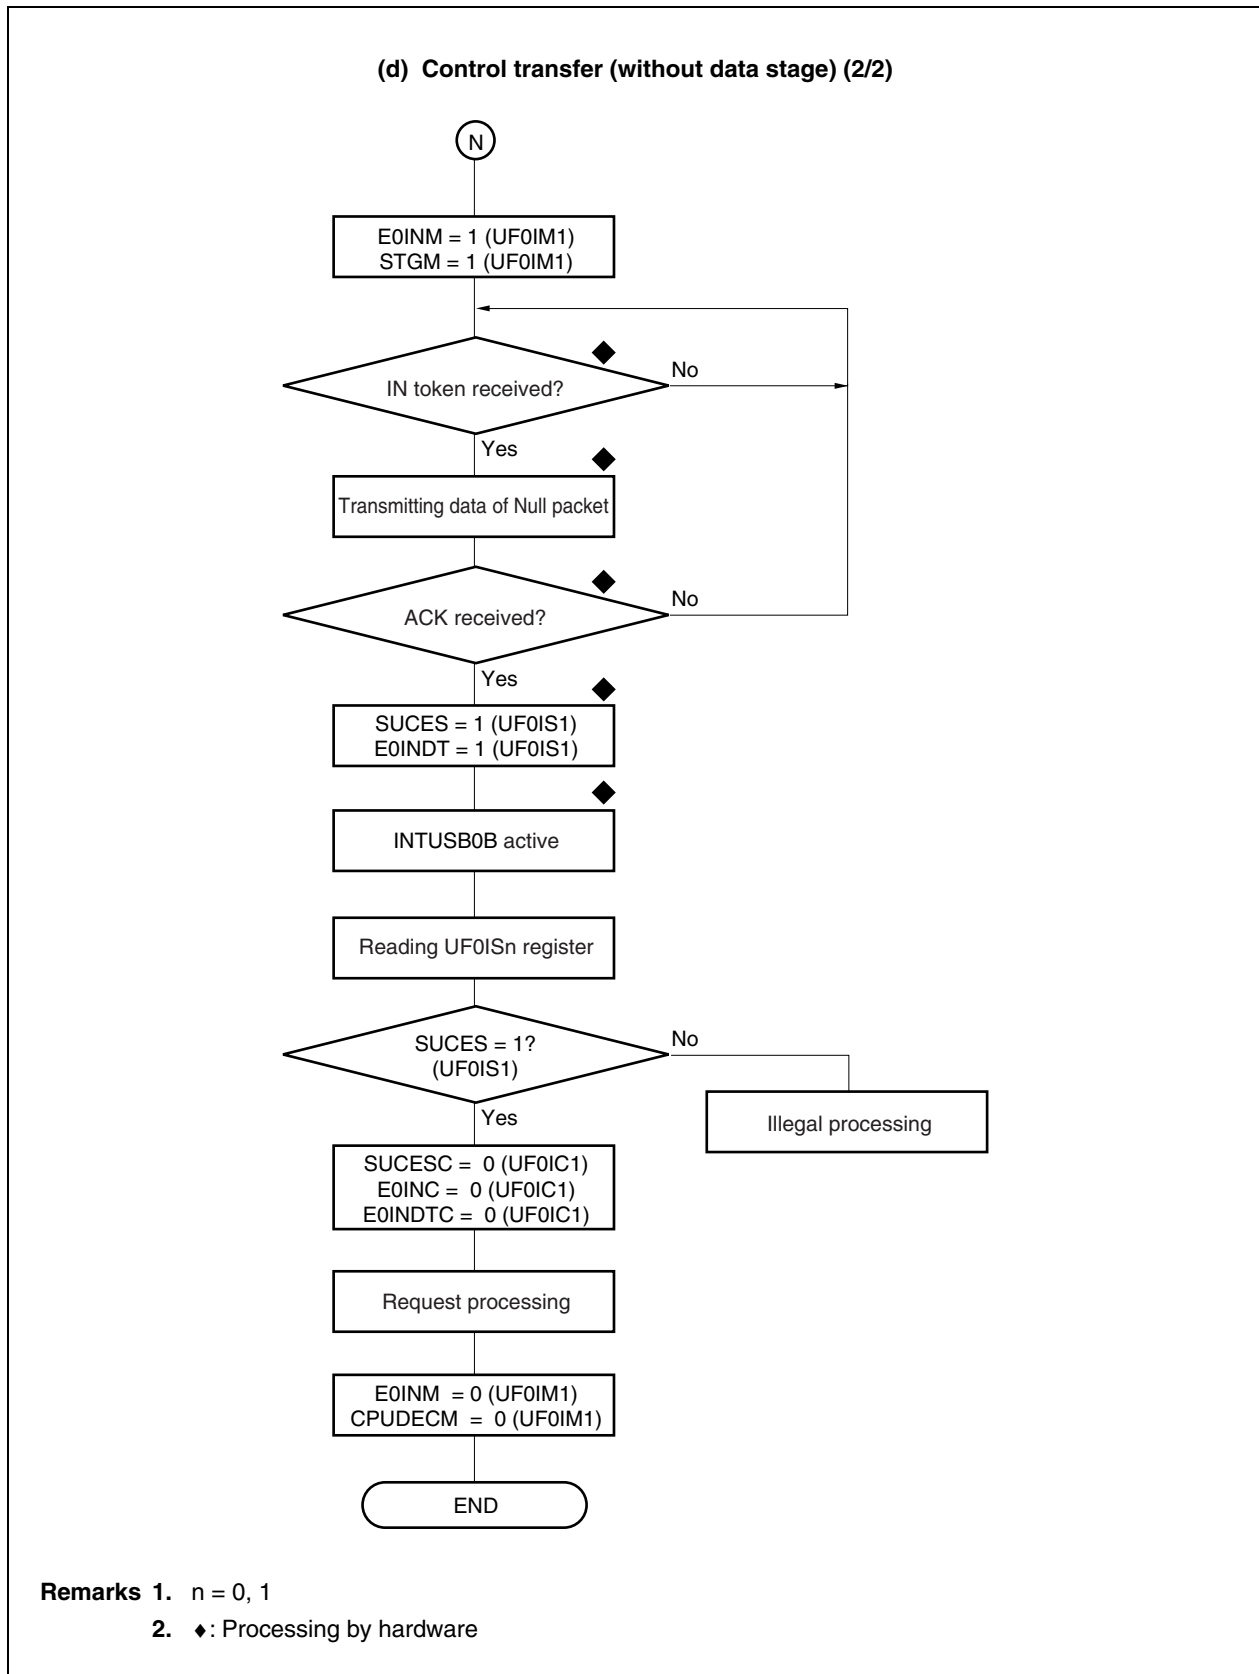 (d) Control transfer (without data stage) (2/2)
N
E0INM = 1 (UF0IM1)
STGM = 1 (UF0IM1)
IN token received?
No
Yes
Transmitting data of Null packet
ACK received?
No
Yes
SUCES = 1 (UF0IS1)
E0INDT = 1 (UF0IS1)
INTUSB0B active
Reading UF0ISn register
SUCES = 1?
(UF0IS1)
No
Illegal processing
Yes
SUCESC = 0 (UF0IC1)
E0INC = 0 (UF0IC1)
E0INDTC = 0 (UF0IC1)
Request processing
E0INM = 0 (UF0IM1)
CPUDECM = 0 (UF0IM1)
END
Remarks 1. n = 0, 1
2. ♦: Processing by hardware